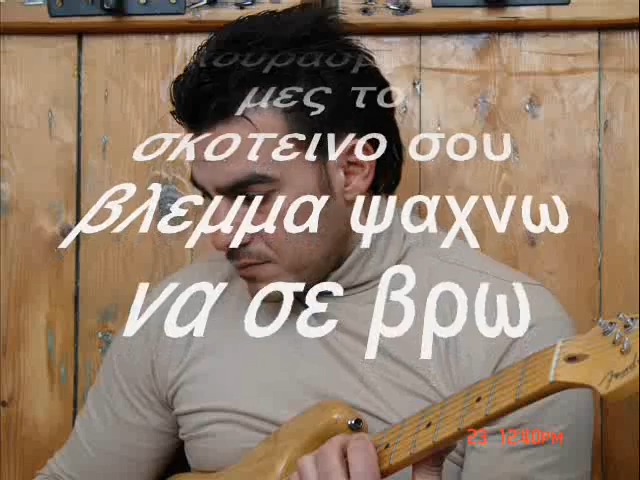 μες το
σκοτεινο σου
βλεμμα ψαχνω
να σε βρω
23 12:40PM